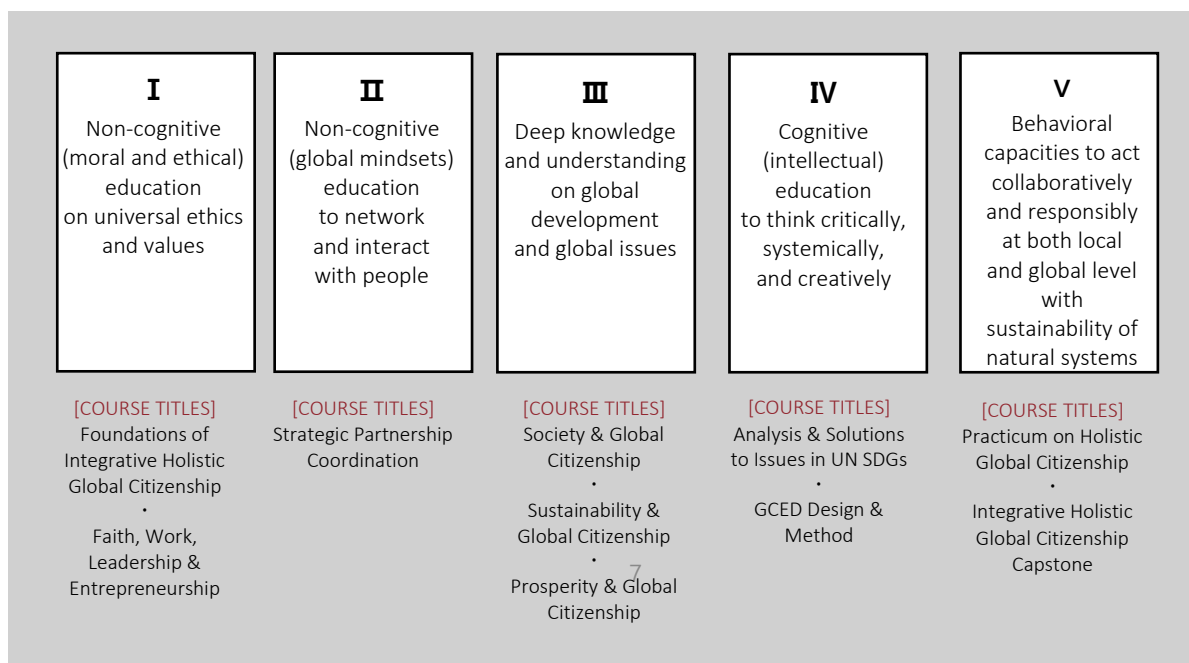 I
Non-cognitive
(moral and ethical)
education
on universal ethics
and values
II
Non-cognitive
(global mindsets)
education
to network
and interact
with people
III
Deep knowledge
and understanding
on global
development
and global issues
IV
Cognitive
(intellectual)
education
to think critically,
systemically,
and creatively
V
Behavioral
capacities to act
collaboratively
and responsibly
at both local
and global level
with
sustainability of
natural systems
[COURSE TITLES]
Foundations of
Integrative Holistic
Global Citizenship
·
Faith, Work,
Leadership &
Entrepreneurship
[COURSE TITLES]
Strategic Partnership
Coordination
[COURSE TITLES]
Society & Global
Citizenship
·
Sustainability &
Global Citizenship
·
Prosperity & Global
Citizenship
[COURSE TITLES]
Analysis & Solutions
to Issues in UN SDGs
·
GCED Design &
Method
[COURSE TITLES]
Practicum on Holistic
Global Citizenship
·
Integrative Holistic
Global Citizenship
Capstone
7